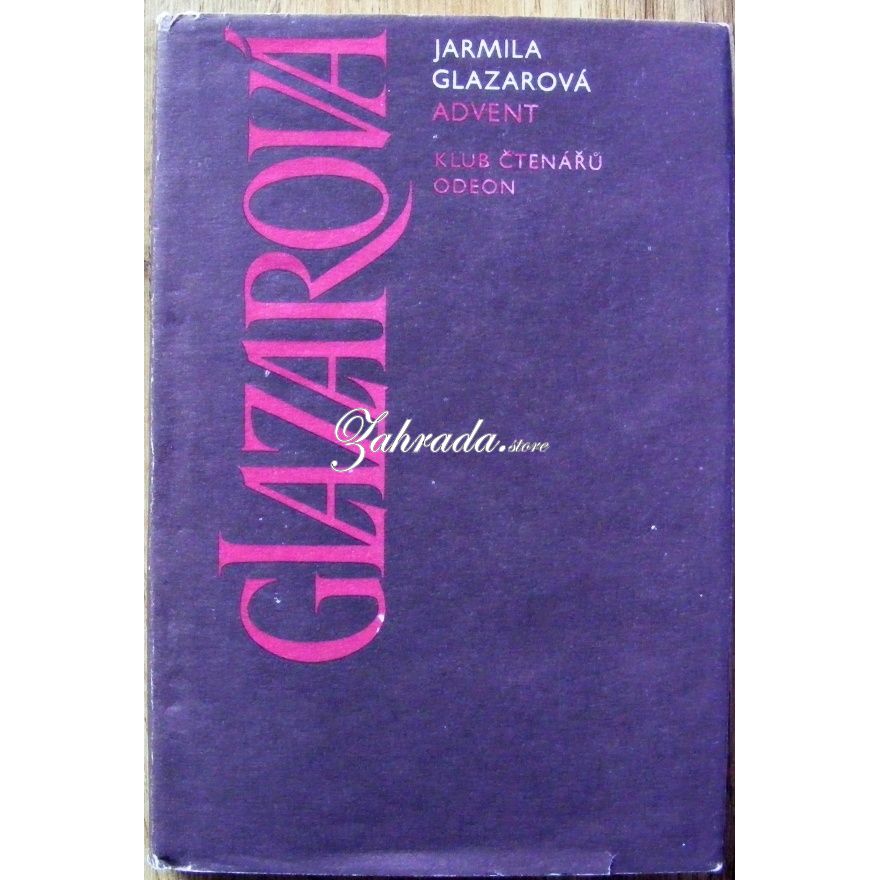 JARMILA
GLAZAROVÁ
ADVENT
KLUB ČTENÁŘŮ
ODEON
GLAZAROVÁ
Zahrada.store